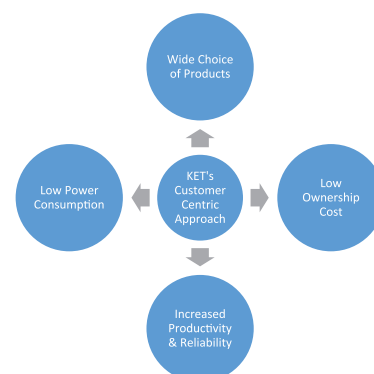 Wide Choice
of Products
Low Power
Consumption
KET's
Customer
Centric
Approach
Low
Ownership
Cost
Increased
Productivity
& Reliability